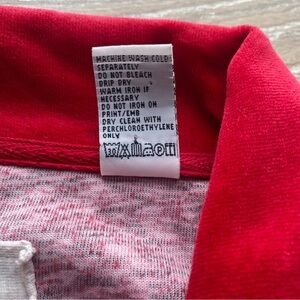 MACHINE WASH COLD
SEPARATELY
DO NOT BLEACH
DRIP DRY
WARM IRON IF
NECESSARY
DO NOT IRON ON
PRINT/EMB
DRY CLEAN WITH
PERCHLOROETHYLENE
ONLY